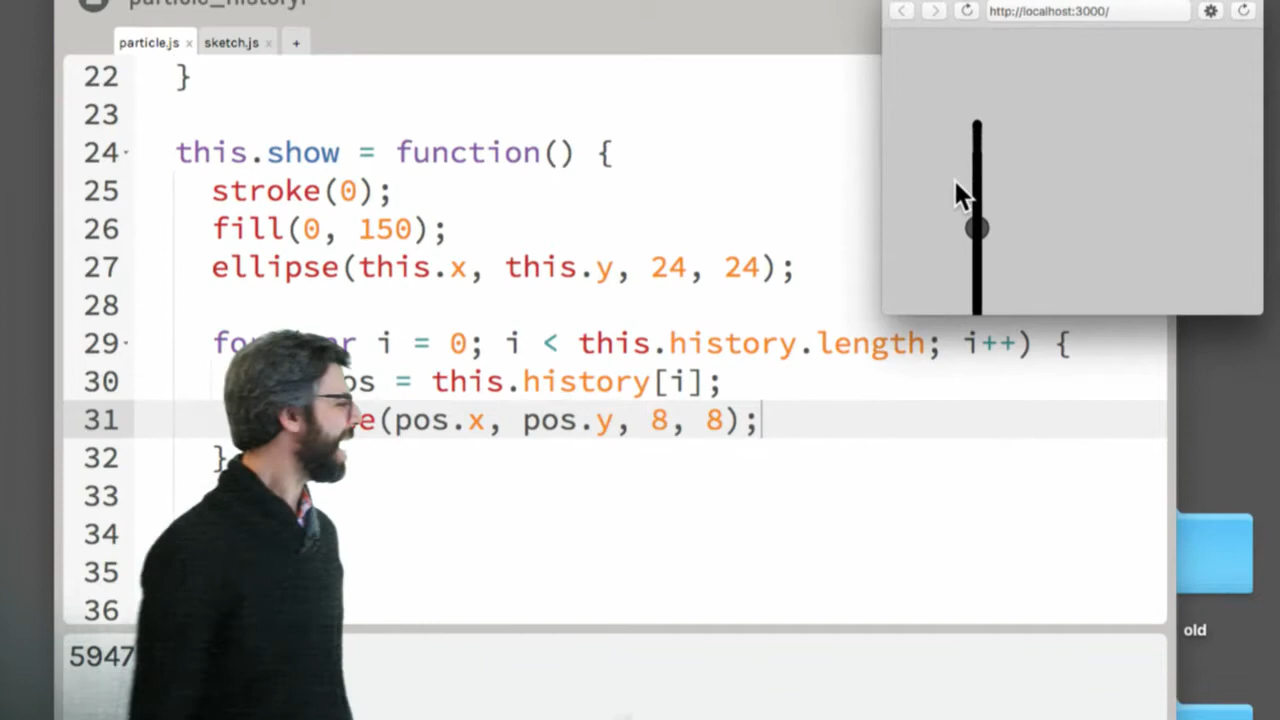 particle_history
particle.js x sketch.js x +
http://localhost:3000/
22 }
23
24 this.show = function() {
25 stroke(0);
26 fill(0, 150);
27 ellipse(this.x, this.y, 24, 24);
28
29 fo r i = 0; i < this.history.length; i++) {
30 os = this.history[i];
31 e(pos.x, pos.y, 8, 8);
32 }
33
34
35
36
5947
old